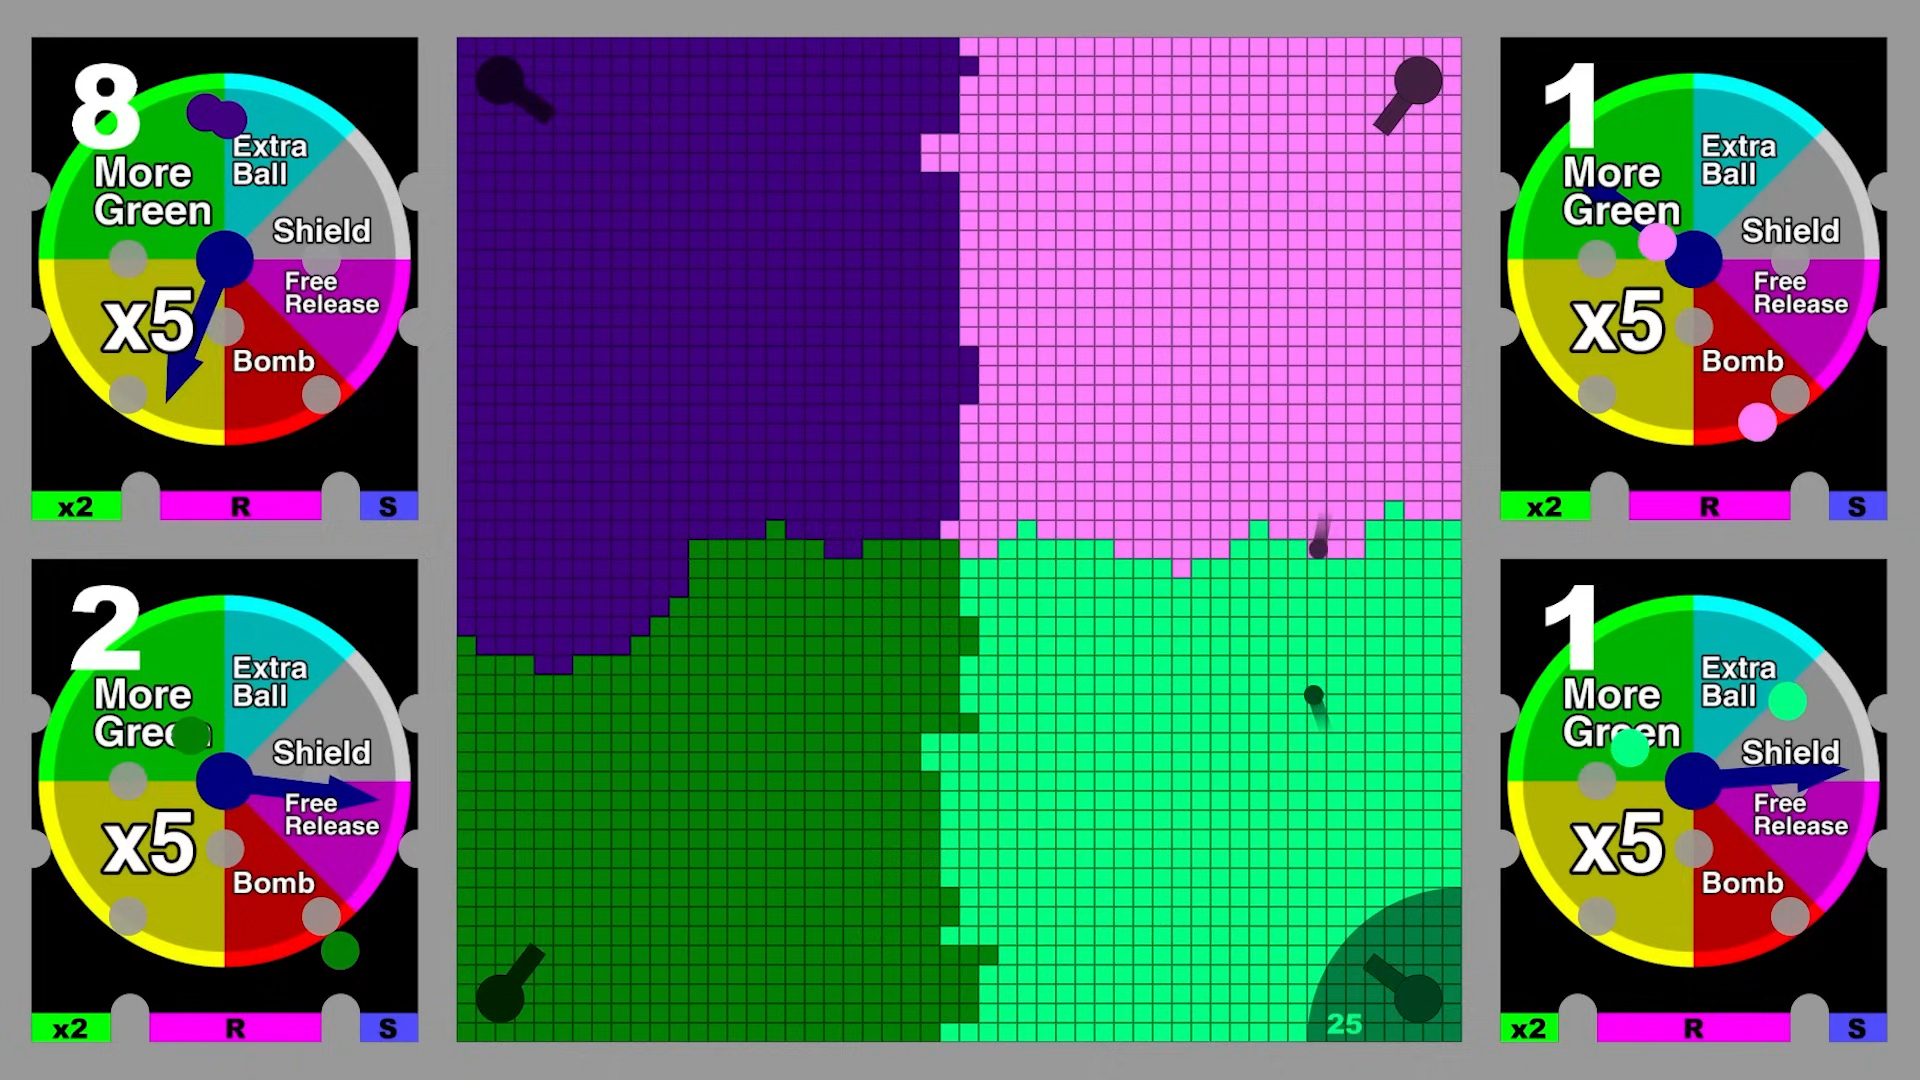 8
More
Green
Extra
Ball
Shield
Free
Release
x5
Bomb
x2
R
S
1
More
Green
Extra
Ball
Shield
Free
Release
x5
Bomb
x2
R
S
2
More
Green
Extra
Ball
Shield
Free
Release
x5
Bomb
x2
R
S
25
1
More
Green
Extra
Ball
Shield
Free
Release
x5
Bomb
x2
R
S